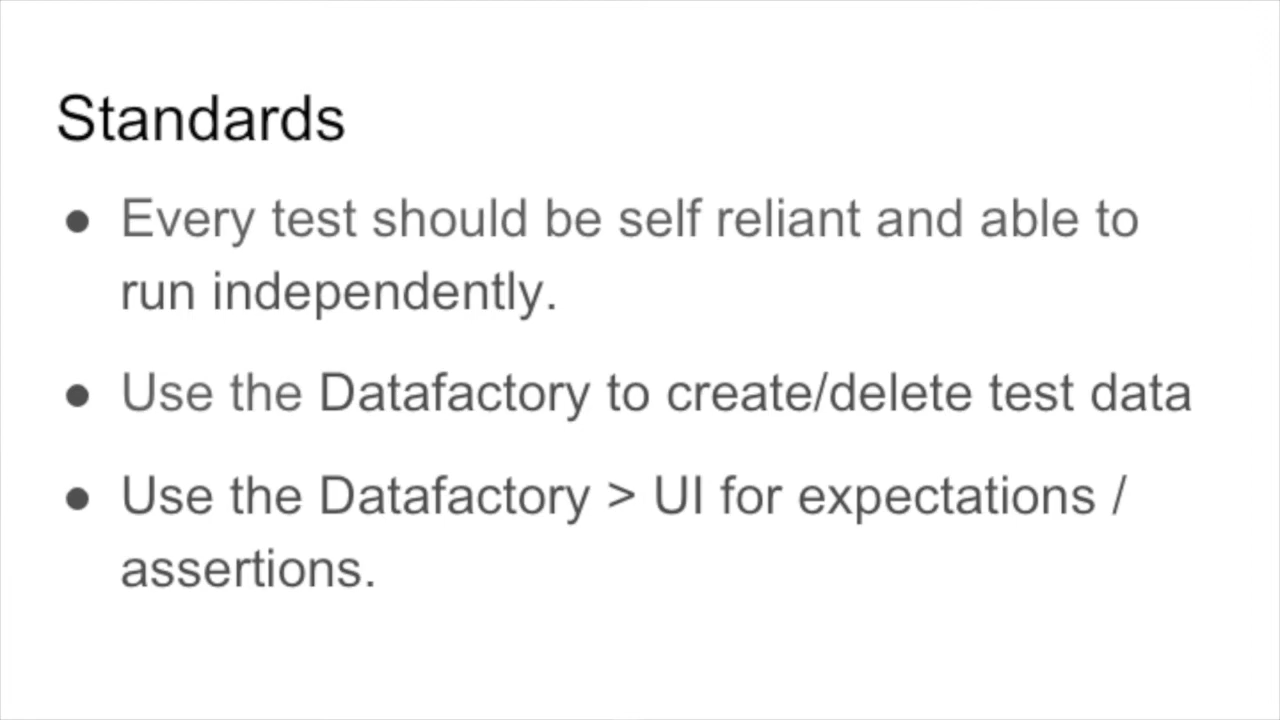 Standards
● Every test should be self reliant and able to
run independently.
● Use the Datafactory to create/delete test data
● Use the Datafactory > UI for expectations /
assertions.